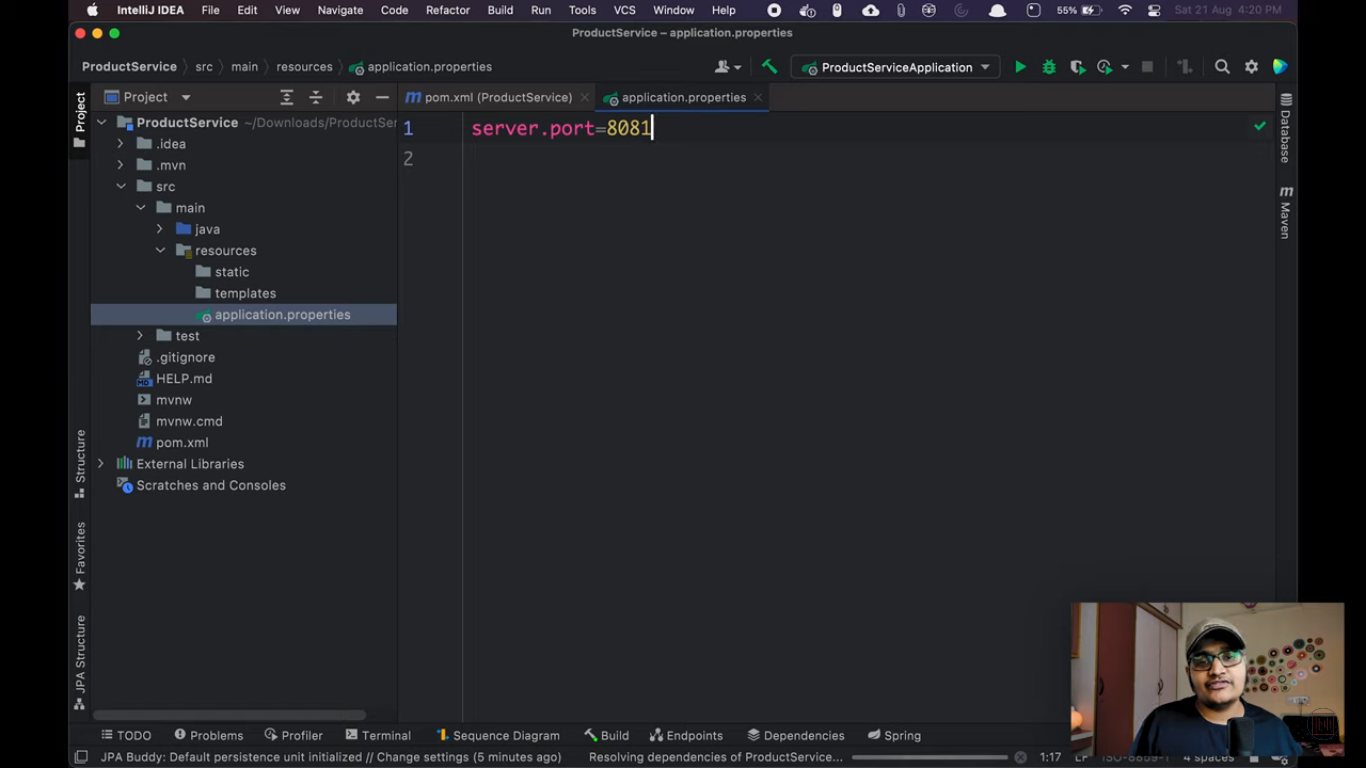 IntelliJ IDEA File Edit View Navigate Code Refactor Build Run Tools VCS Window Help 55% Sat 21 Aug 4:20 PM
ProductService – application.properties
ProductService src main resources application.properties ProductServiceApplication
Project pom.xml (ProductService) application.properties
Project
ProductService ~/Downloads/ProductSer
.idea
.mvn
src
main
java
resources
static
templates
application.properties
test
.gitignore
HELP.md
mvnw
mvnw.cmd
pom.xml
External Libraries
Scratches and Consoles
1 server.port=8081
2
Database
Maven
Structure
Favorites
JPA Structure
TODO Problems Profiler Terminal Sequence Diagram Build Endpoints Dependencies Spring
JPA Buddy: Default persistence unit initialized // Change settings (5 minutes ago) Resolving dependencies of ProductService... 1:17 LF ISO-8859-1 4 spaces